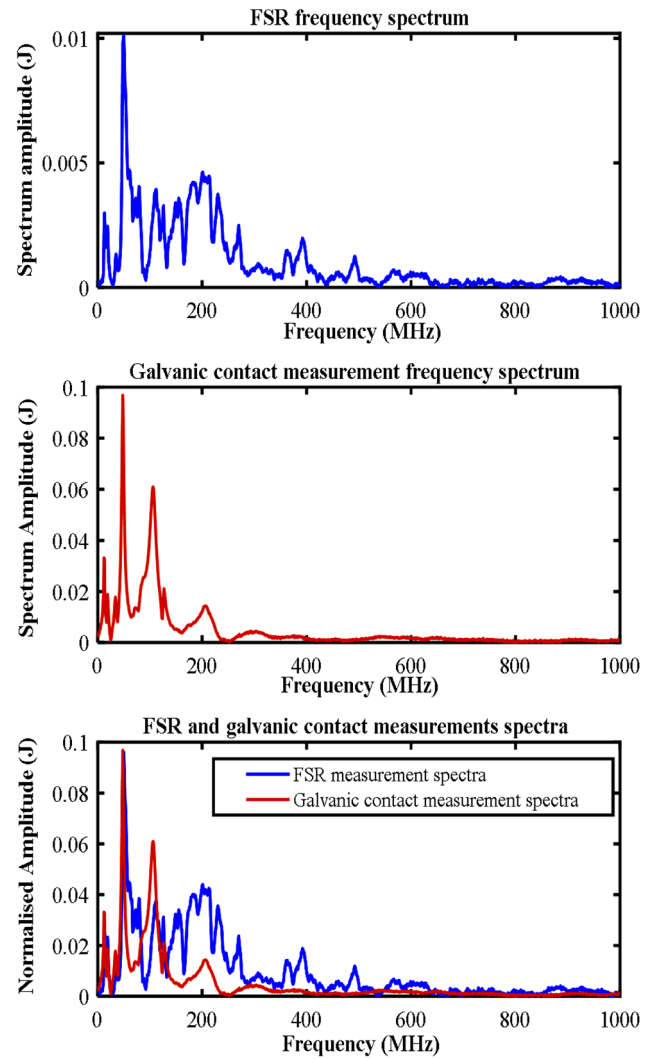 FSR frequency spectrum
Spectrum amplitude (J)
0.01
0.005
0
0 200 400 600 800 1000
Frequency (MHz)
Galvanic contact measurement frequency spectrum
Spectrum Amplitude (J)
0.1
0.08
0.06
0.04
0.02
0
0 200 400 600 800 1000
Frequency (MHz)
FSR and galvanic contact measurements spectra
Normalised Amplitude (J)
0.1
0.08
0.06
0.04
0.02
0
FSR measurement spectra
Galvanic contact measurement spectra
0 200 400 600 800 1000
Frequency (MHz)